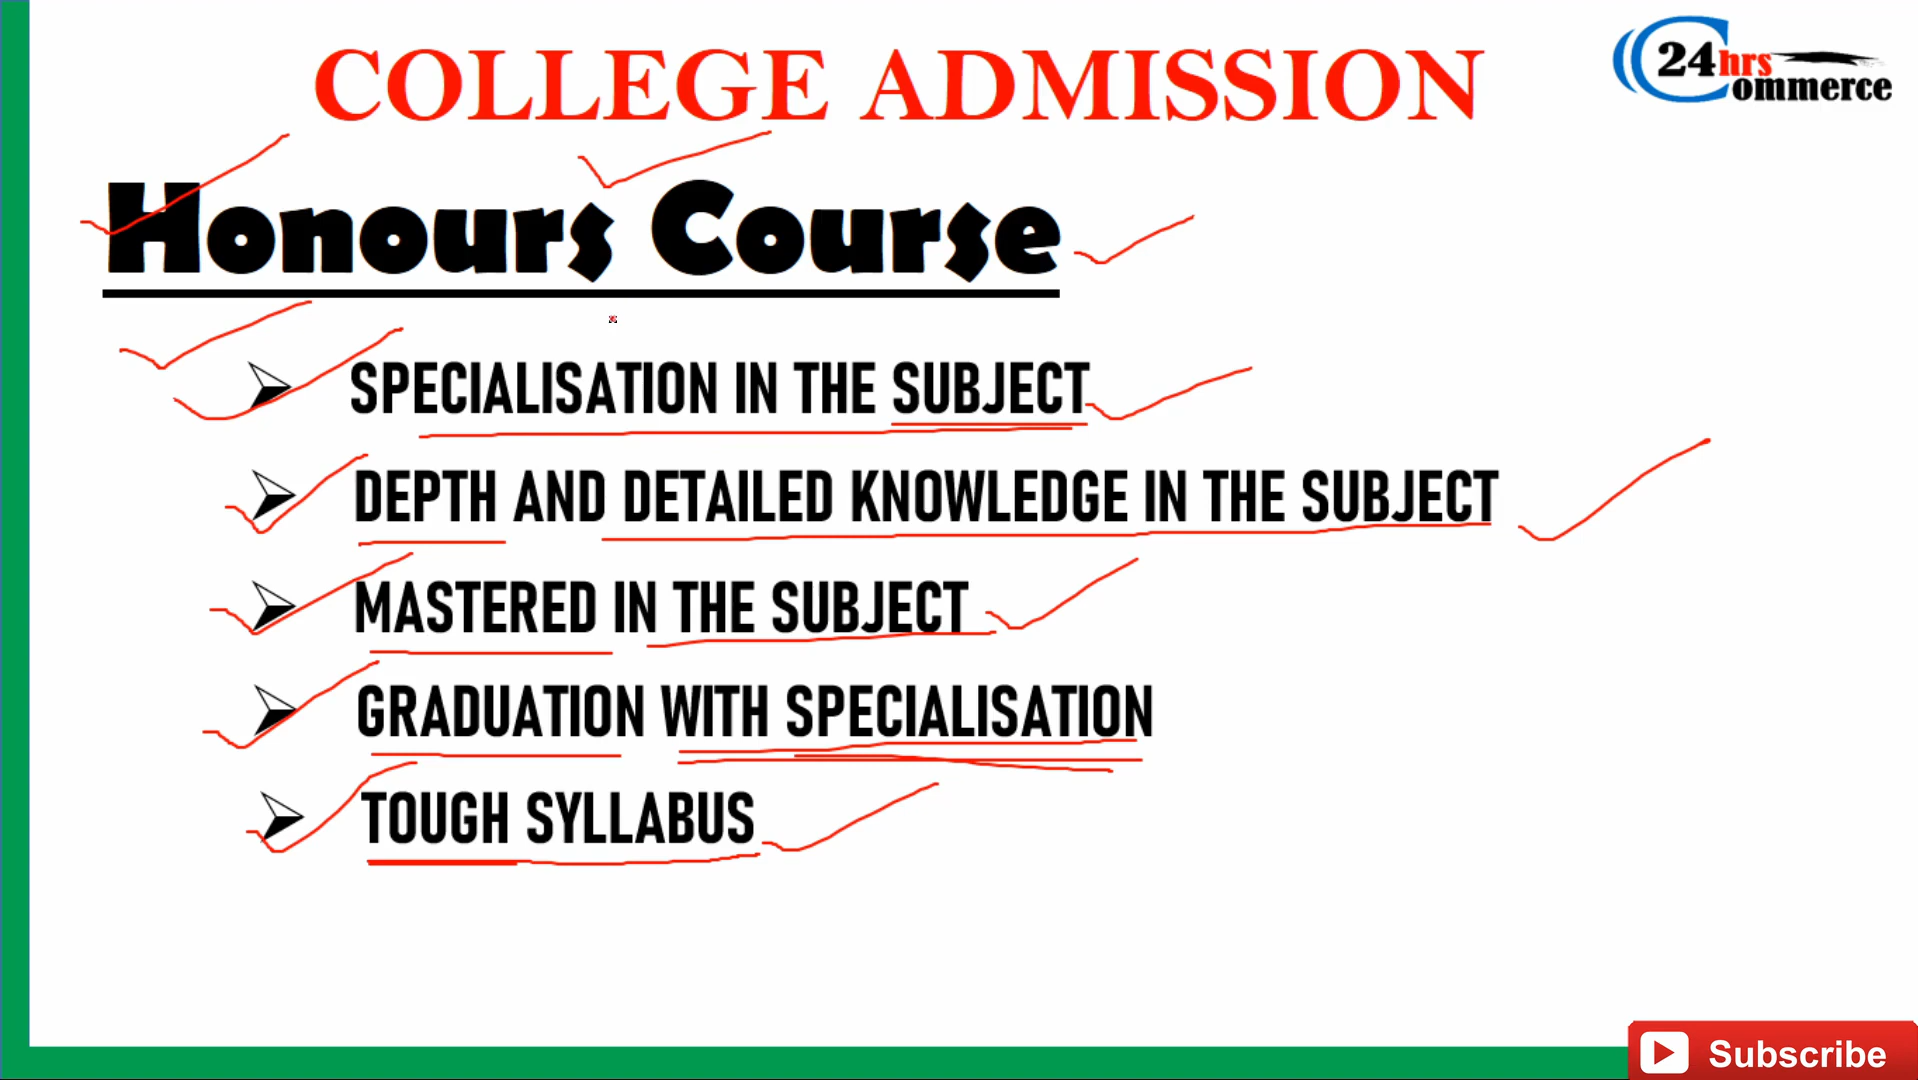 COLLEGE ADMISSION
24hrs
Commerce
Honours Course
SPECIALISATION IN THE SUBJECT
DEPTH AND DETAILED KNOWLEDGE IN THE SUBJECT
MASTERED IN THE SUBJECT
GRADUATION WITH SPECIALISATION
TOUGH SYLLABUS
Subscribe